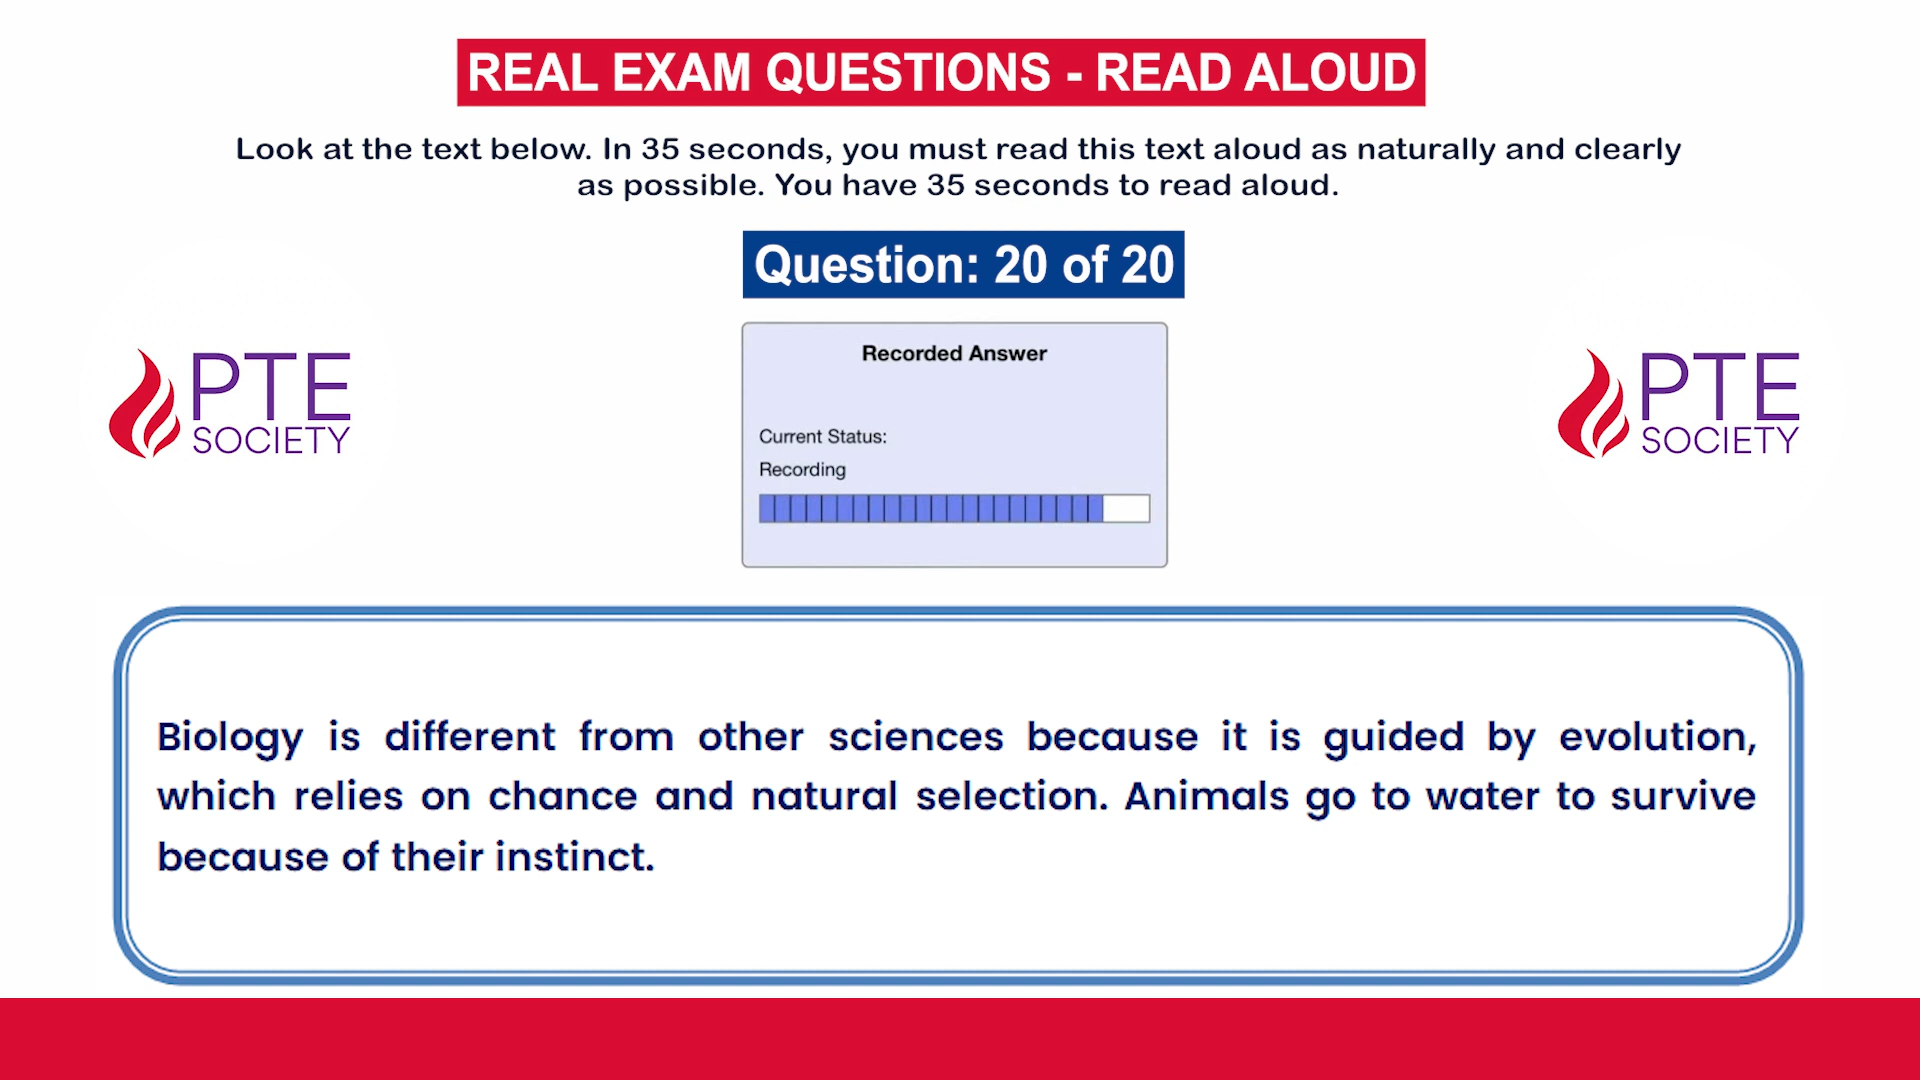 REAL EXAM QUESTIONS - READ ALOUD
Look at the text below. In 35 seconds, you must read this text aloud as naturally and clearly
as possible. You have 35 seconds to read aloud.
Question: 20 of 20
PTE
SOCIETY
Recorded Answer
Current Status:
Recording
PTE
SOCIETY
Biology is different from other sciences because it is guided by evolution,
which relies on chance and natural selection. Animals go to water to survive
because of their instinct.